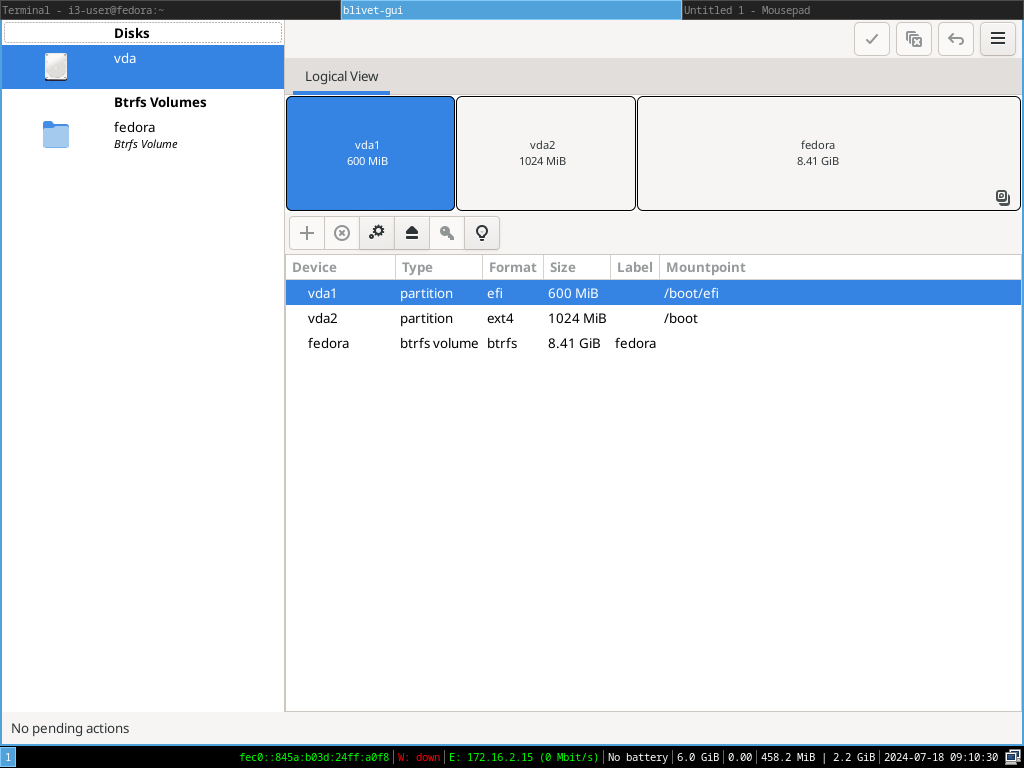 Terminal - i3-user@fedora:~ blivet-gui Untitled 1 - Mousepad
Disks
vda
Btrfs Volumes
fedora
Btrfs Volume
Logical View
vda1
600 MiB
vda2
1024 MiB
fedora
8.41 GiB
Device Type Format Size Label Mountpoint
vda1 partition efi 600 MiB /boot/efi
vda2 partition ext4 1024 MiB /boot
fedora btrfs volume btrfs 8.41 GiB fedora
No pending actions
1 fec0::845a:b03d:24ff:a0f8 W: down E: 172.16.2.15 (0 Mbit/s) No battery 6.0 GiB 0.00 458.2 MiB | 2.2 GiB 2024-07-18 09:10:30